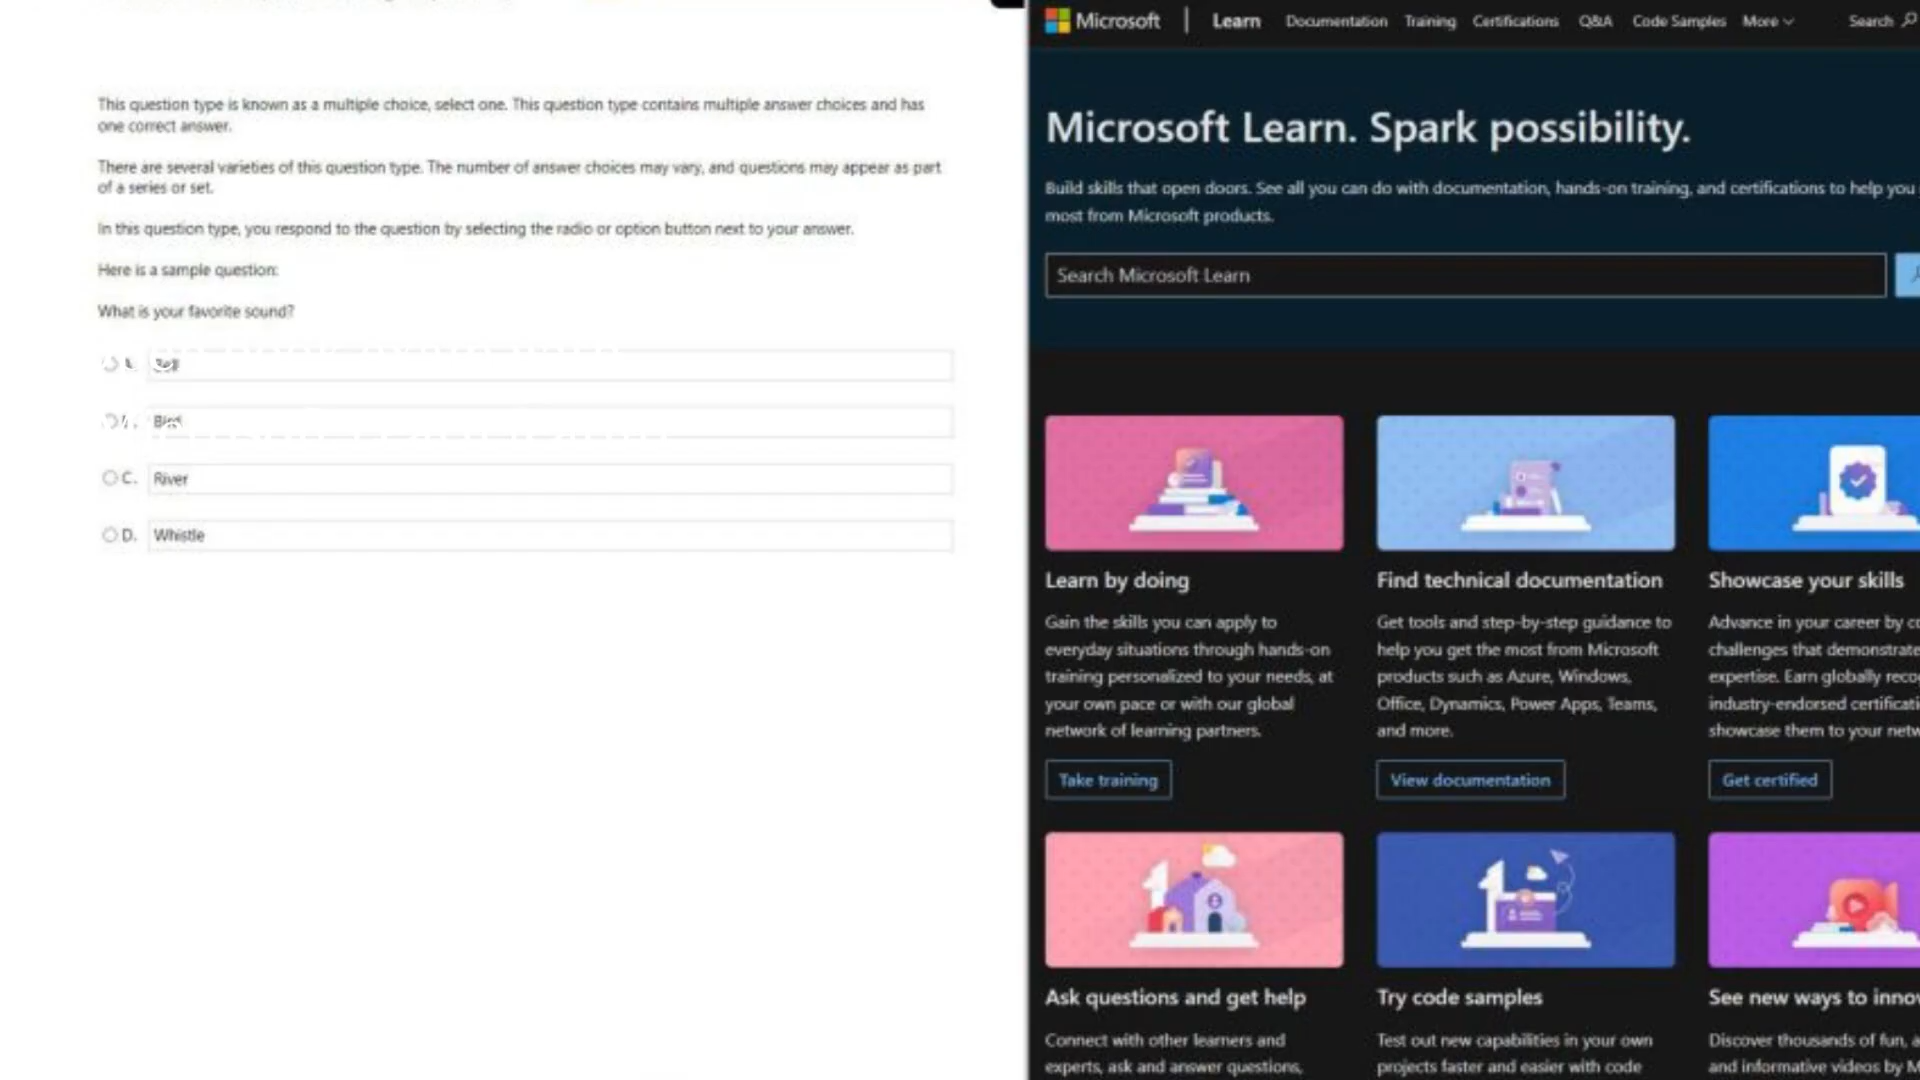 This question type is known as a multiple choice, select one. This question type contains multiple answer choices and has
one correct answer.
There are several varieties of this question type. The number of answer choices may vary, and questions may appear as part
of a series or set.
In this question type, you respond to the question by selecting the radio or option button next to your answer.
Here is a sample question:
What is your favorite sound?
C. River
D. Whistle
Microsoft | Learn Documentation Training Certifications Q&A Code Samples More Search
Microsoft Learn. Spark possibility.
Build skills that open doors. See all you can do with documentation, hands-on training, and certifications to help you
most from Microsoft products.
Search Microsoft Learn
Learn by doing
Gain the skills you can apply to
everyday situations through hands-on
training personalized to your needs, at
your own pace or with our global
network of learning partners.
Take training
Find technical documentation
Get tools and step-by-step guidance to
help you get the most from Microsoft
products such as Azure, Windows,
Office, Dynamics, Power Apps, Teams,
and more.
View documentation
Showcase your skills
Advance in your career by co
challenges that demonstrate
expertise. Earn globally reco
industry-endorsed certificati
showcase them to your netw
Get certified
Ask questions and get help
Connect with other learners and
experts, ask and answer questions,
Try code samples
Test out new capabilities in your own
projects faster and easier with code
See new ways to innov
Discover thousands of fun, a
and informative videos by M